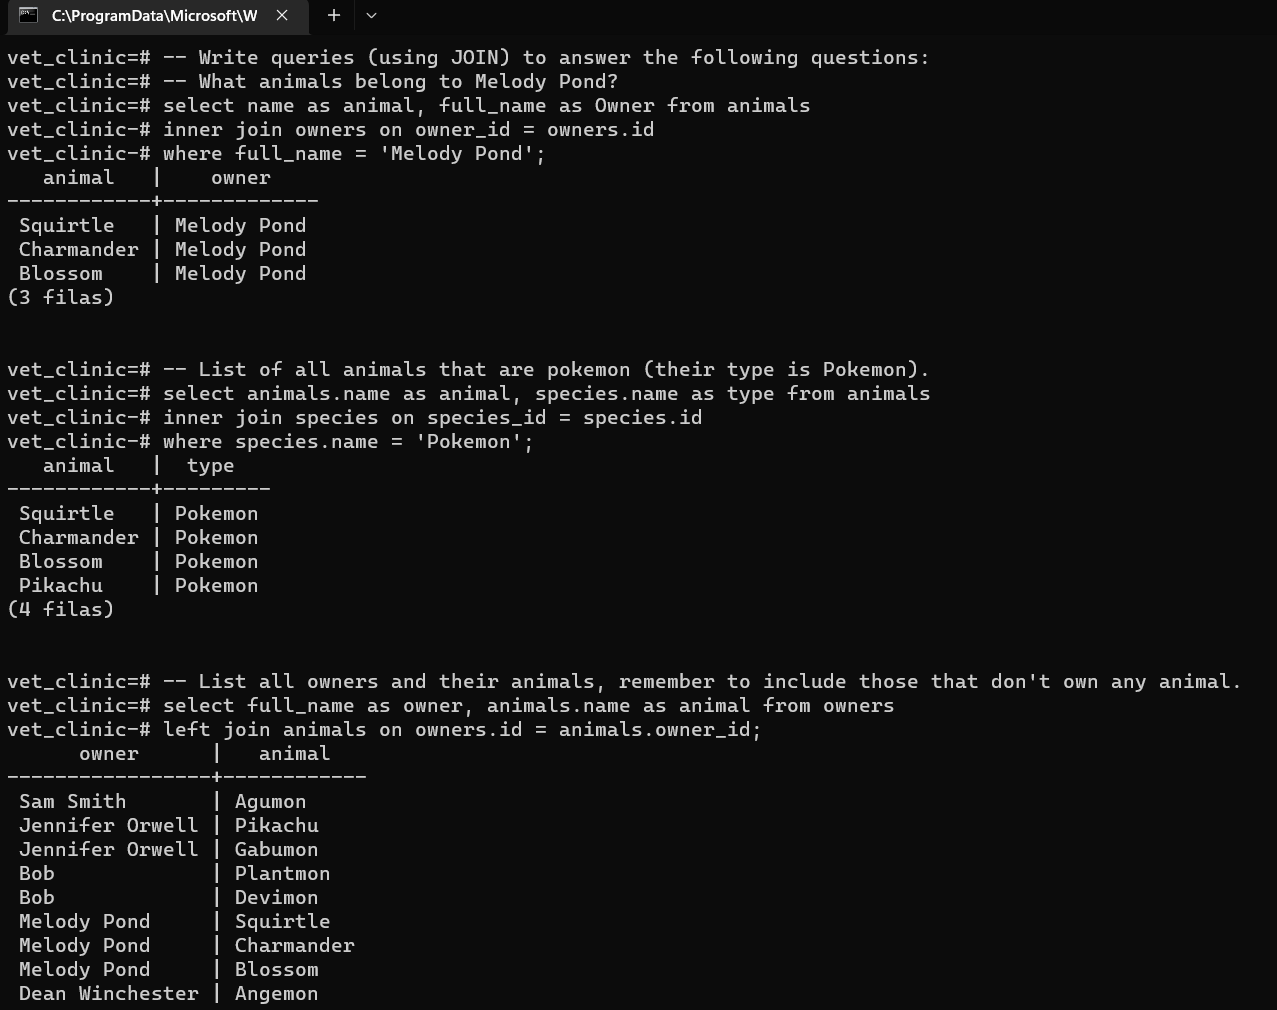 C:\ProgramData\Microsoft\W
vet_clinic=# -- Write queries (using JOIN) to answer the following questions:
vet_clinic=# -- What animals belong to Melody Pond?
vet_clinic=# select name as animal, full_name as Owner from animals
vet_clinic-# inner join owners on owner_id = owners.id
vet_clinic-# where full_name = 'Melody Pond';
   animal   |    owner
------------+-------------
 Squirtle   | Melody Pond
 Charmander | Melody Pond
 Blossom    | Melody Pond
(3 filas)
vet_clinic=# -- List of all animals that are pokemon (their type is Pokemon).
vet_clinic=# select animals.name as animal, species.name as type from animals
vet_clinic-# inner join species on species_id = species.id
vet_clinic-# where species.name = 'Pokemon';
   animal   |  type
------------+---------
 Squirtle   | Pokemon
 Charmander | Pokemon
 Blossom    | Pokemon
 Pikachu    | Pokemon
(4 filas)
vet_clinic=# -- List all owners and their animals, remember to include those that don't own any animal.
vet_clinic=# select full_name as owner, animals.name as animal from owners
vet_clinic-# left join animals on owners.id = animals.owner_id;
      owner      |   animal
-----------------+------------
 Sam Smith       | Agumon
 Jennifer Orwell | Pikachu
 Jennifer Orwell | Gabumon
 Bob             | Plantmon
 Bob             | Devimon
 Melody Pond     | Squirtle
 Melody Pond     | Charmander
 Melody Pond     | Blossom
 Dean Winchester | Angemon